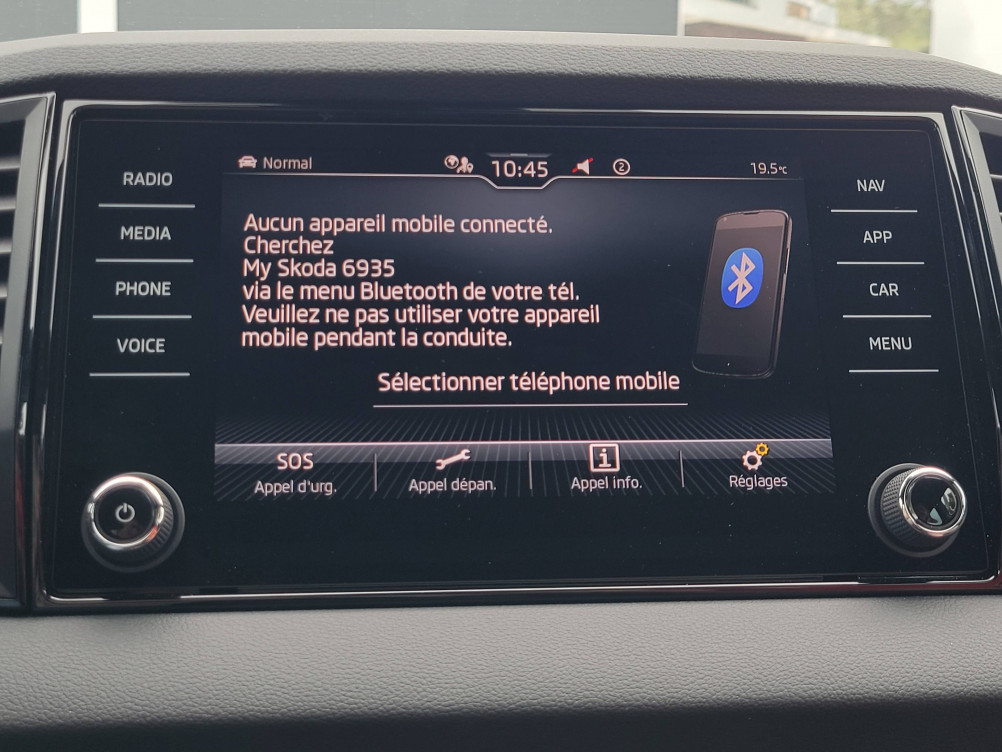 RADIO
MEDIA
PHONE
VOICE
Normal
10:45
2
19.5°C
Aucun appareil mobile connecté.
Cherchez
My Skoda 6935
via le menu Bluetooth de votre tél.
Veuillez ne pas utiliser votre appareil
mobile pendant la conduite.
Sélectionner téléphone mobile
SOS
Appel d'urg.
Appel dépan.
i
Appel info.
Réglages
NAV
APP
CAR
MENU